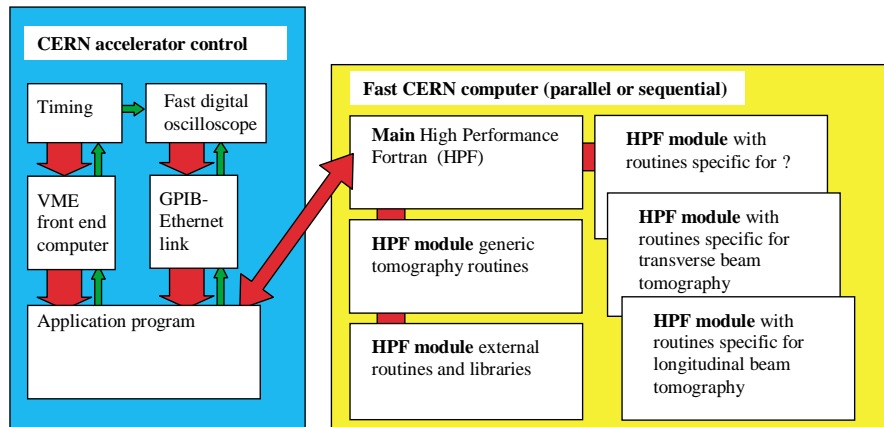 CERN accelerator control
Timing
Fast digital
oscilloscope
VME
front end
computer
GPIB-
Ethernet
link
Application program
Fast CERN computer (parallel or sequential)
Main High Performance
Fortran (HPF)
HPF module generic
tomography routines
HPF module external
routines and libraries
HPF module with
routines specific for ?
HPF module with
routines specific for
transverse beam
tomography
HPF module with
routines specific for
longitudinal beam
tomography